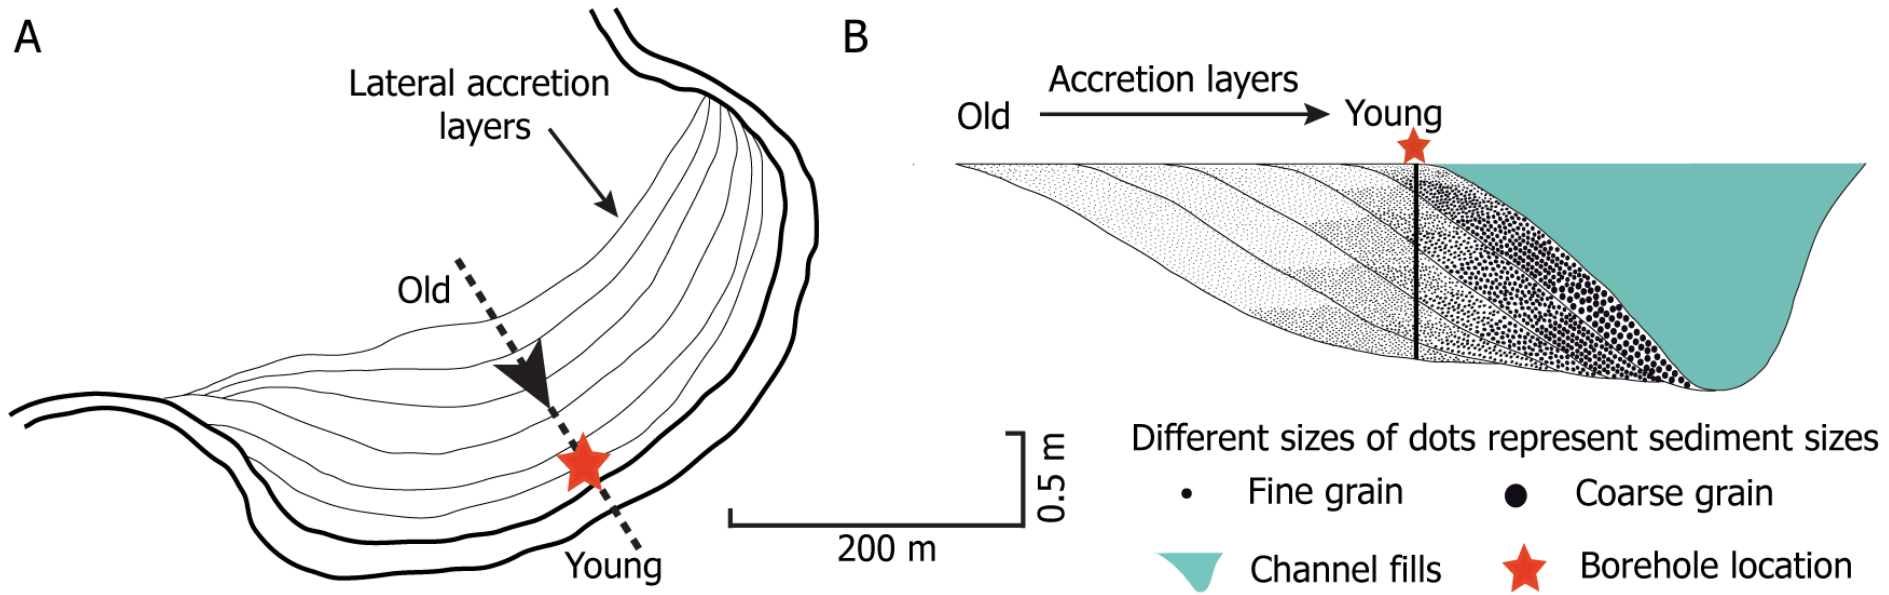 A
Lateral accretion
layers
Old
Young
B
Accretion layers
Old
Young
0.5 m
200 m
Different sizes of dots represent sediment sizes
Fine grain
Coarse grain
Channel fills
Borehole location